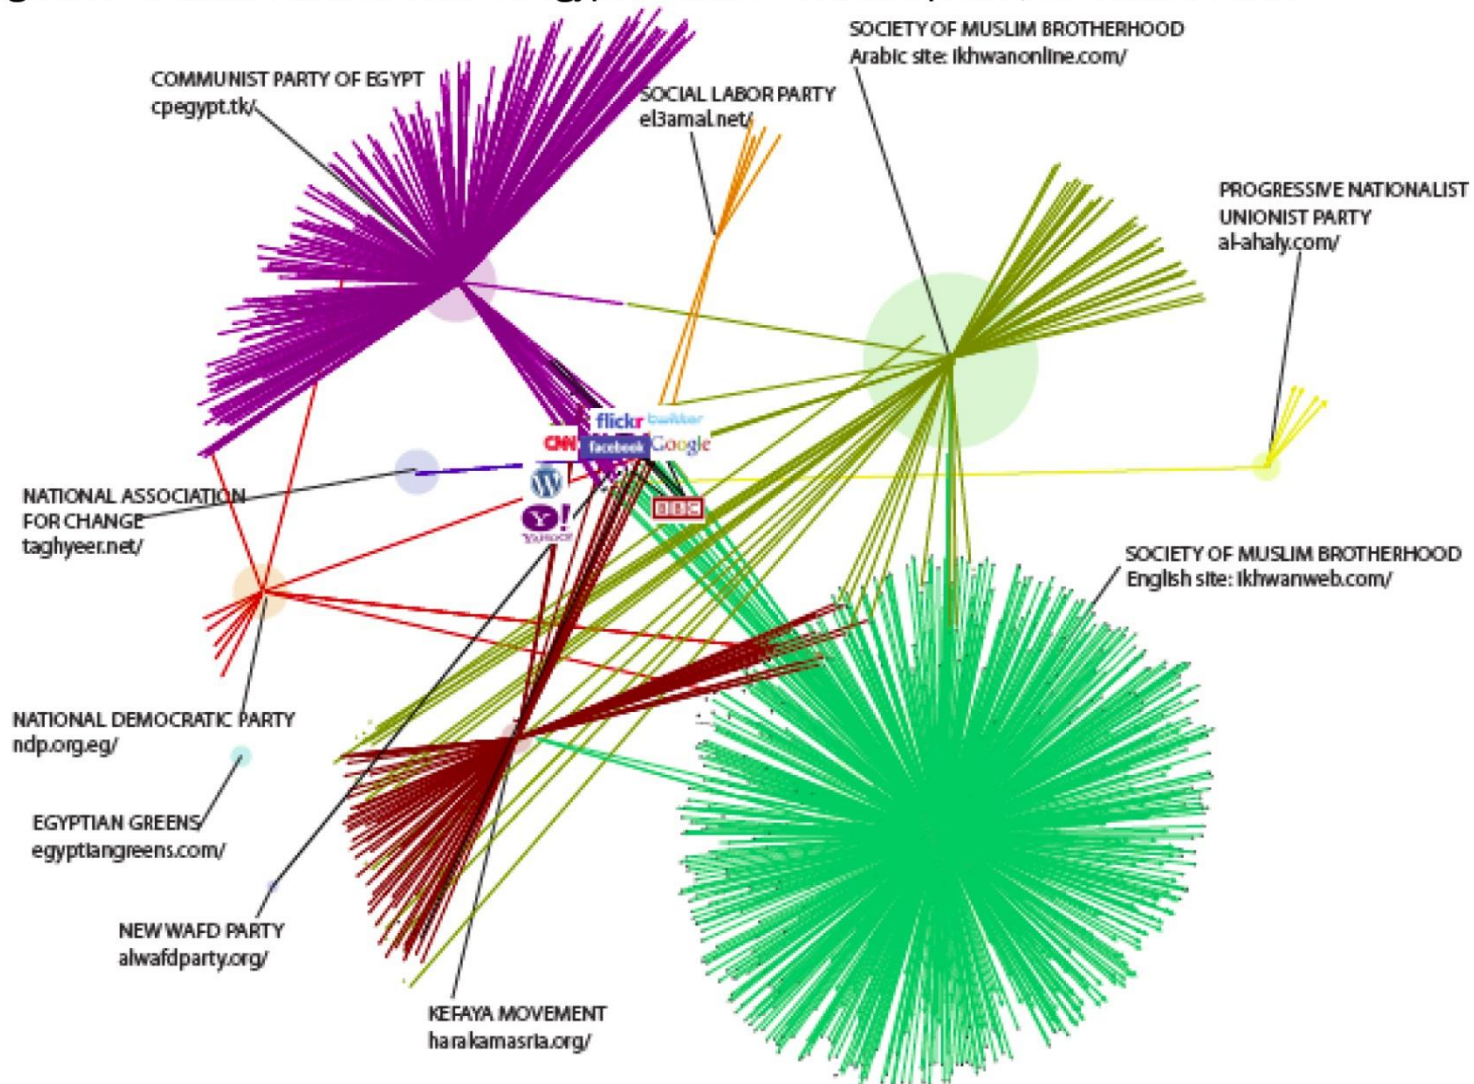 COMMUNIST PARTY OF EGYPT
cpegypt.tk/
SOCIAL LABOR PARTY
el3amal.net/
SOCIETY OF MUSLIM BROTHERHOOD
Arabic site: ikhwanonline.com/
PROGRESSIVE NATIONALIST
UNIONIST PARTY
al-ahaly.com/
flickr twitter
CNN facebook Google
W
Y!
YAHOO!
BBC
NATIONAL ASSOCIATION
FOR CHANGE
taghyeer.net/
SOCIETY OF MUSLIM BROTHERHOOD
English site: ikhwanweb.com/
NATIONAL DEMOCRATIC PARTY
ndp.org.eg/
EGYPTIAN GREENS
egyptiangreens.com/
NEW WAFD PARTY
alwafdparty.org/
KEFAYA MOVEMENT
harakamasria.org/